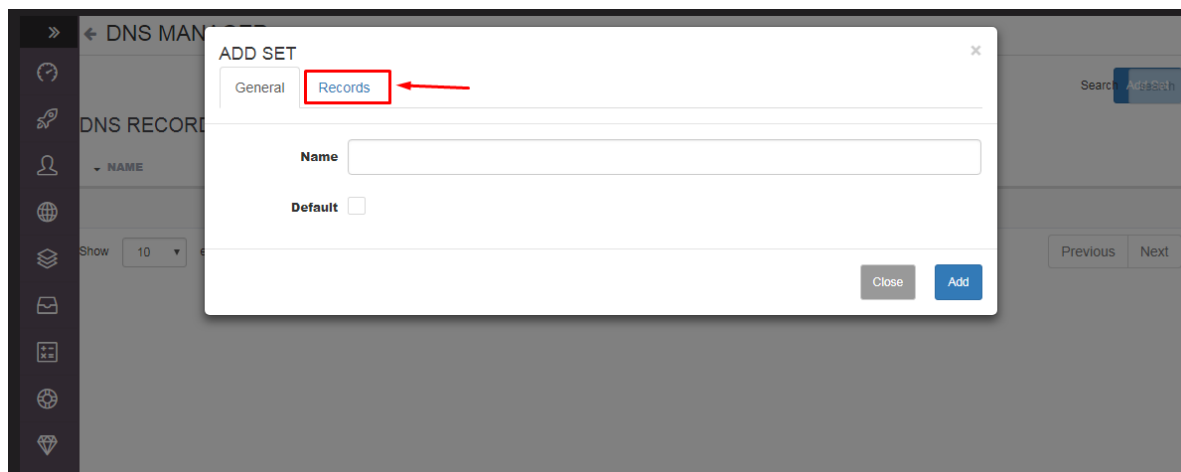 DNS MAN
ADD SET
×
General
Records
Search
DNS RECORD
NAME
Name
Default
Show
10
e
Previous
Next
Close
Add